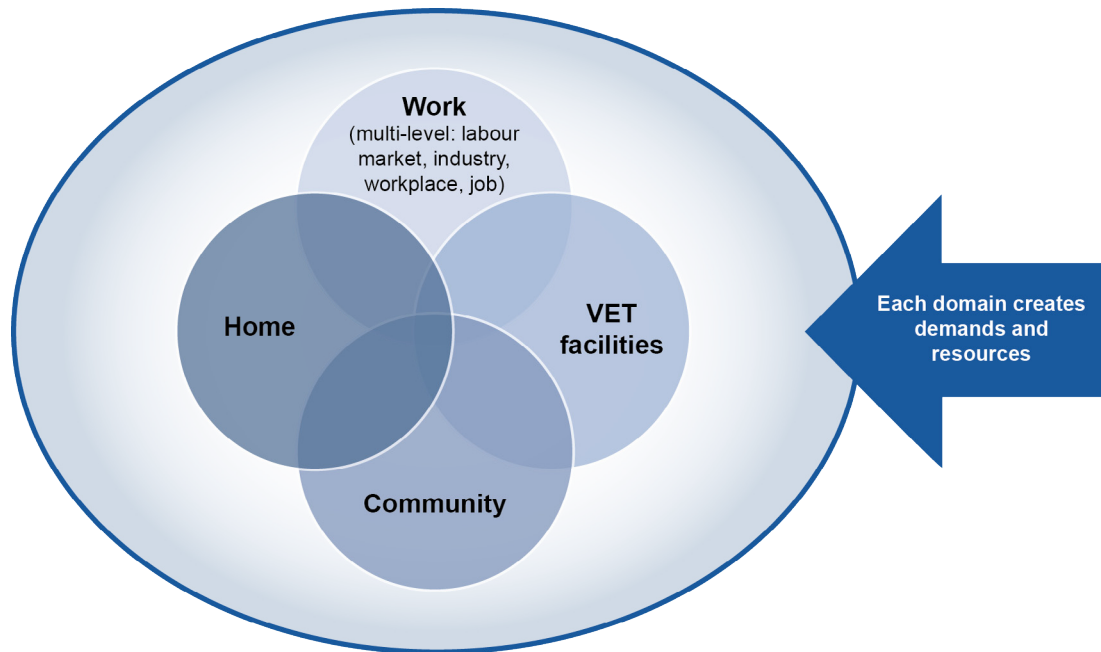 Work
(multi-level: labour
market, industry,
workplace, job)
Home
VET
facilities
Community
Each domain creates
demands and
resources